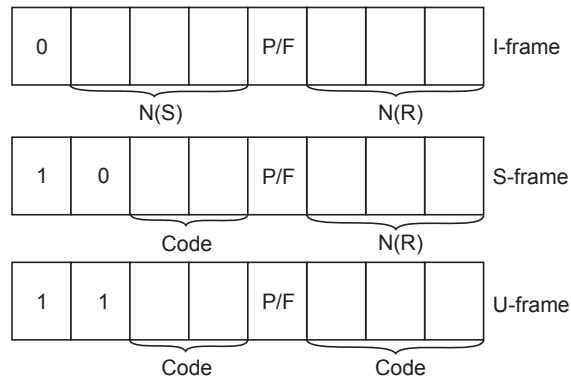 0 P/F I-frame
N(S) N(R)
1 0 P/F S-frame
Code N(R)
1 1 P/F U-frame
Code Code